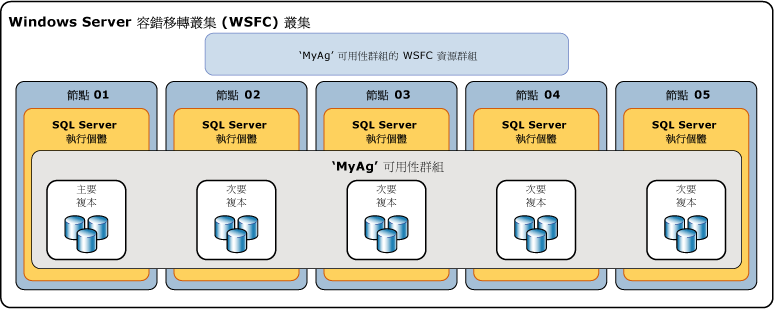 Windows Server 容錯移轉叢集 (WSFC) 叢集
‘MyAg’ 可用性群組的 WSFC 資源群組
節點 01
節點 02
節點 03
節點 04
節點 05
SQL Server
執行個體
SQL Server
執行個體
SQL Server
執行個體
SQL Server
執行個體
SQL Server
執行個體
‘MyAg’ 可用性群組
主要
複本
次要
複本
次要
複本
次要
複本
次要
複本